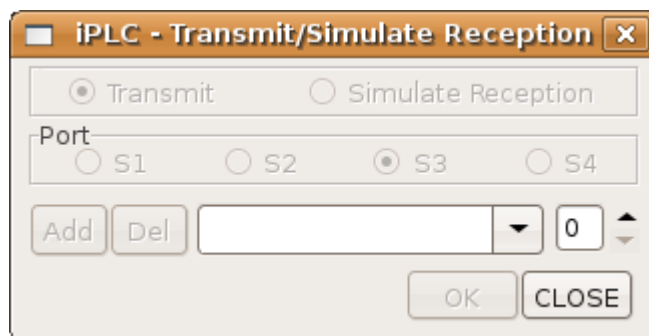 iPLC - Transmit/Simulate Reception
Transmit Simulate Reception
Port
S1 S2 S3 S4
Add Del 0
OK CLOSE